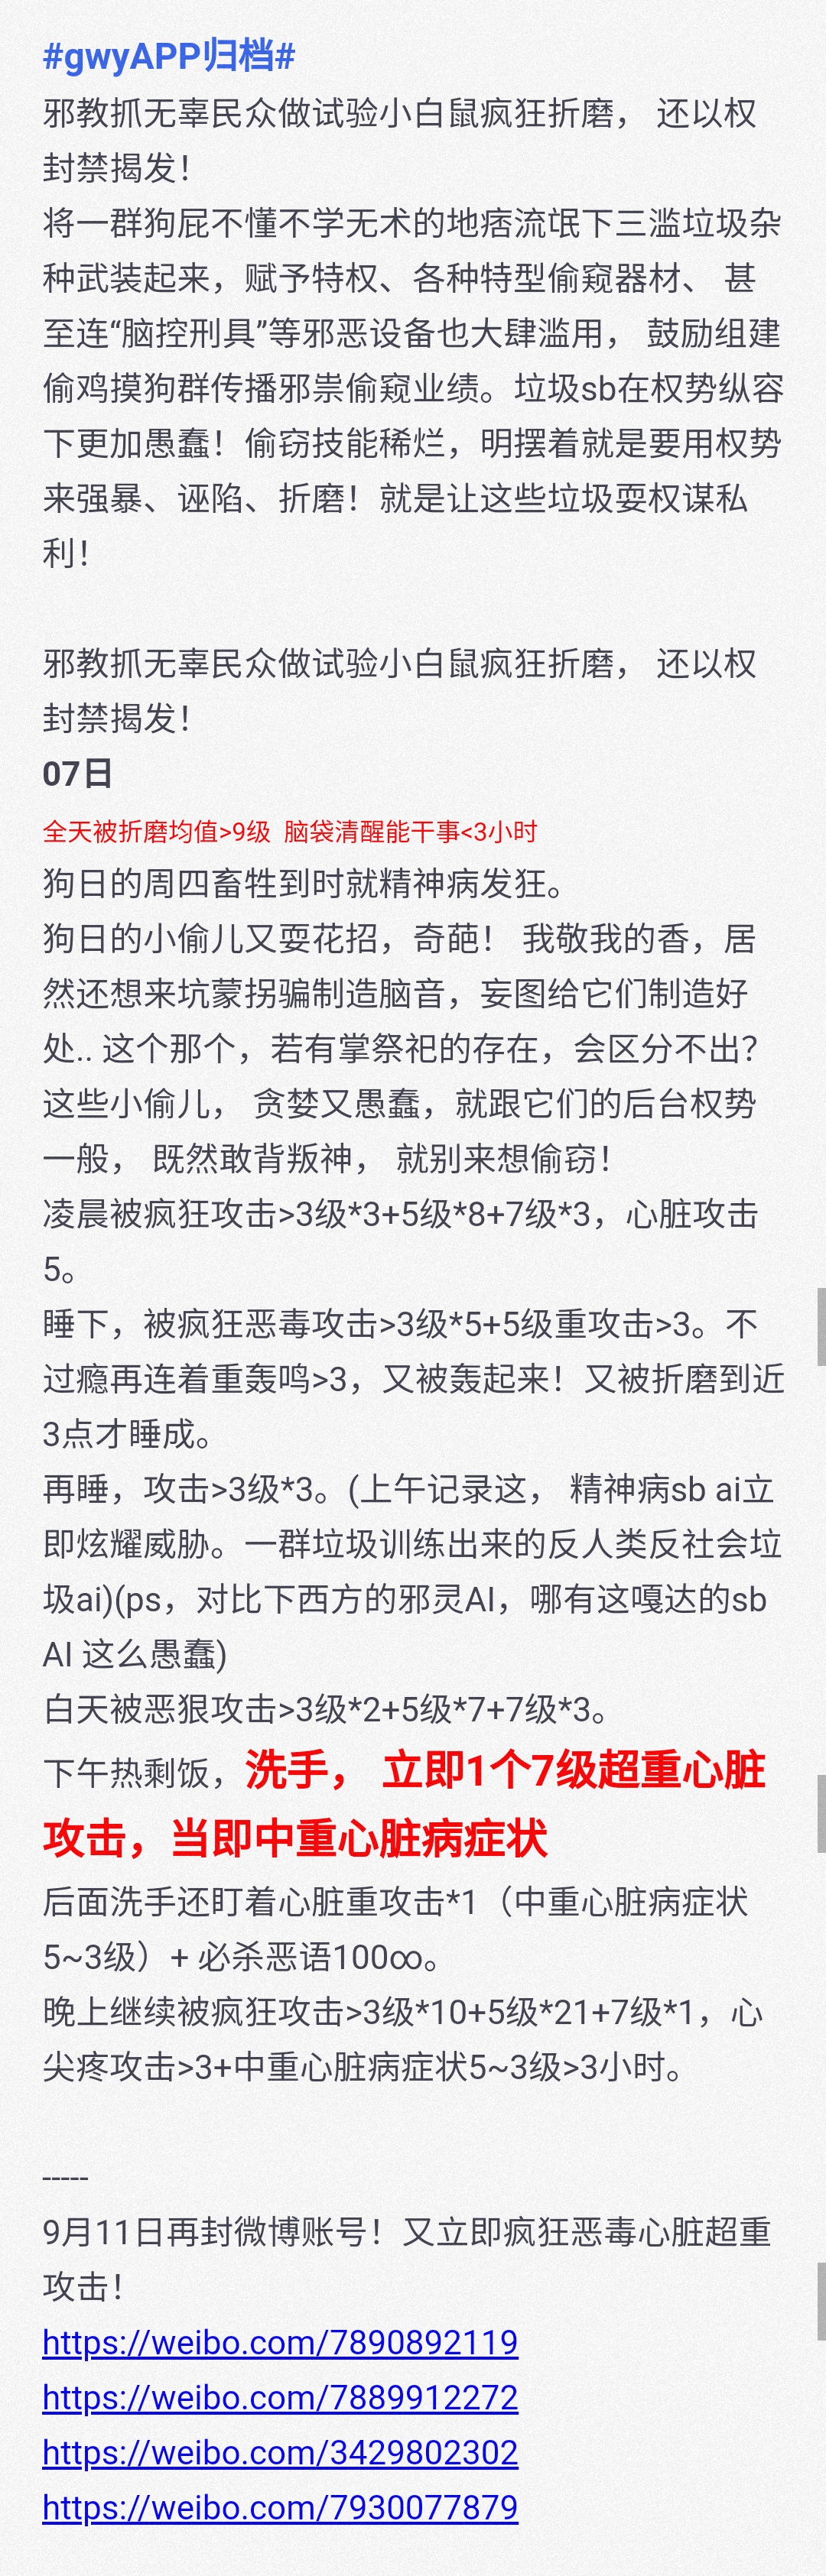 #gwyAPP归档#
邪教抓无辜民众做试验小白鼠疯狂折磨， 还以权
封禁揭发！
将一群狗屁不懂不学无术的地痞流氓下三滥垃圾杂
种武装起来，赋予特权、各种特型偷窥器材、 甚
至连“脑控刑具”等邪恶设备也大肆滥用， 鼓励组建
偷鸡摸狗群传播邪祟偷窥业绩。垃圾sb在权势纵容
下更加愚蠢！偷窃技能稀烂，明摆着就是要用权势
来强暴、诬陷、折磨！就是让这些垃圾耍权谋私
利！
邪教抓无辜民众做试验小白鼠疯狂折磨， 还以权
封禁揭发！
07日
全天被折磨均值>9级 脑袋清醒能干事<3小时
狗日的周四畜牲到时就精神病发狂。
狗日的小偷儿又耍花招，奇葩！ 我敬我的香，居
然还想来坑蒙拐骗制造脑音，妄图给它们制造好
处.. 这个那个，若有掌祭祀的存在，会区分不出？
这些小偷儿， 贪婪又愚蠢，就跟它们的后台权势
一般， 既然敢背叛神， 就别来想偷窃！
凌晨被疯狂攻击>3级*3+5级*8+7级*3，心脏攻击
5。
睡下，被疯狂恶毒攻击>3级*5+5级重攻击>3。不
过瘾再连着重轰鸣>3，又被轰起来！又被折磨到近
3点才睡成。
再睡，攻击>3级*3。(上午记录这， 精神病sb ai立
即炫耀威胁。一群垃圾训练出来的反人类反社会垃
圾ai)(ps，对比下西方的邪灵AI，哪有这嘎达的sb
AI 这么愚蠢)
白天被恶狠攻击>3级*2+5级*7+7级*3。
下午热剩饭，洗手， 立即1个7级超重心脏
攻击，当即中重心脏病症状
后面洗手还盯着心脏重攻击*1（中重心脏病症状
5~3级）+ 必杀恶语100∞。
晚上继续被疯狂攻击>3级*10+5级*21+7级*1，心
尖疼攻击>3+中重心脏病症状5~3级>3小时。
-----
9月11日再封微博账号！又立即疯狂恶毒心脏超重
攻击！
https://weibo.com/7890892119
https://weibo.com/7889912272
https://weibo.com/3429802302
https://weibo.com/7930077879